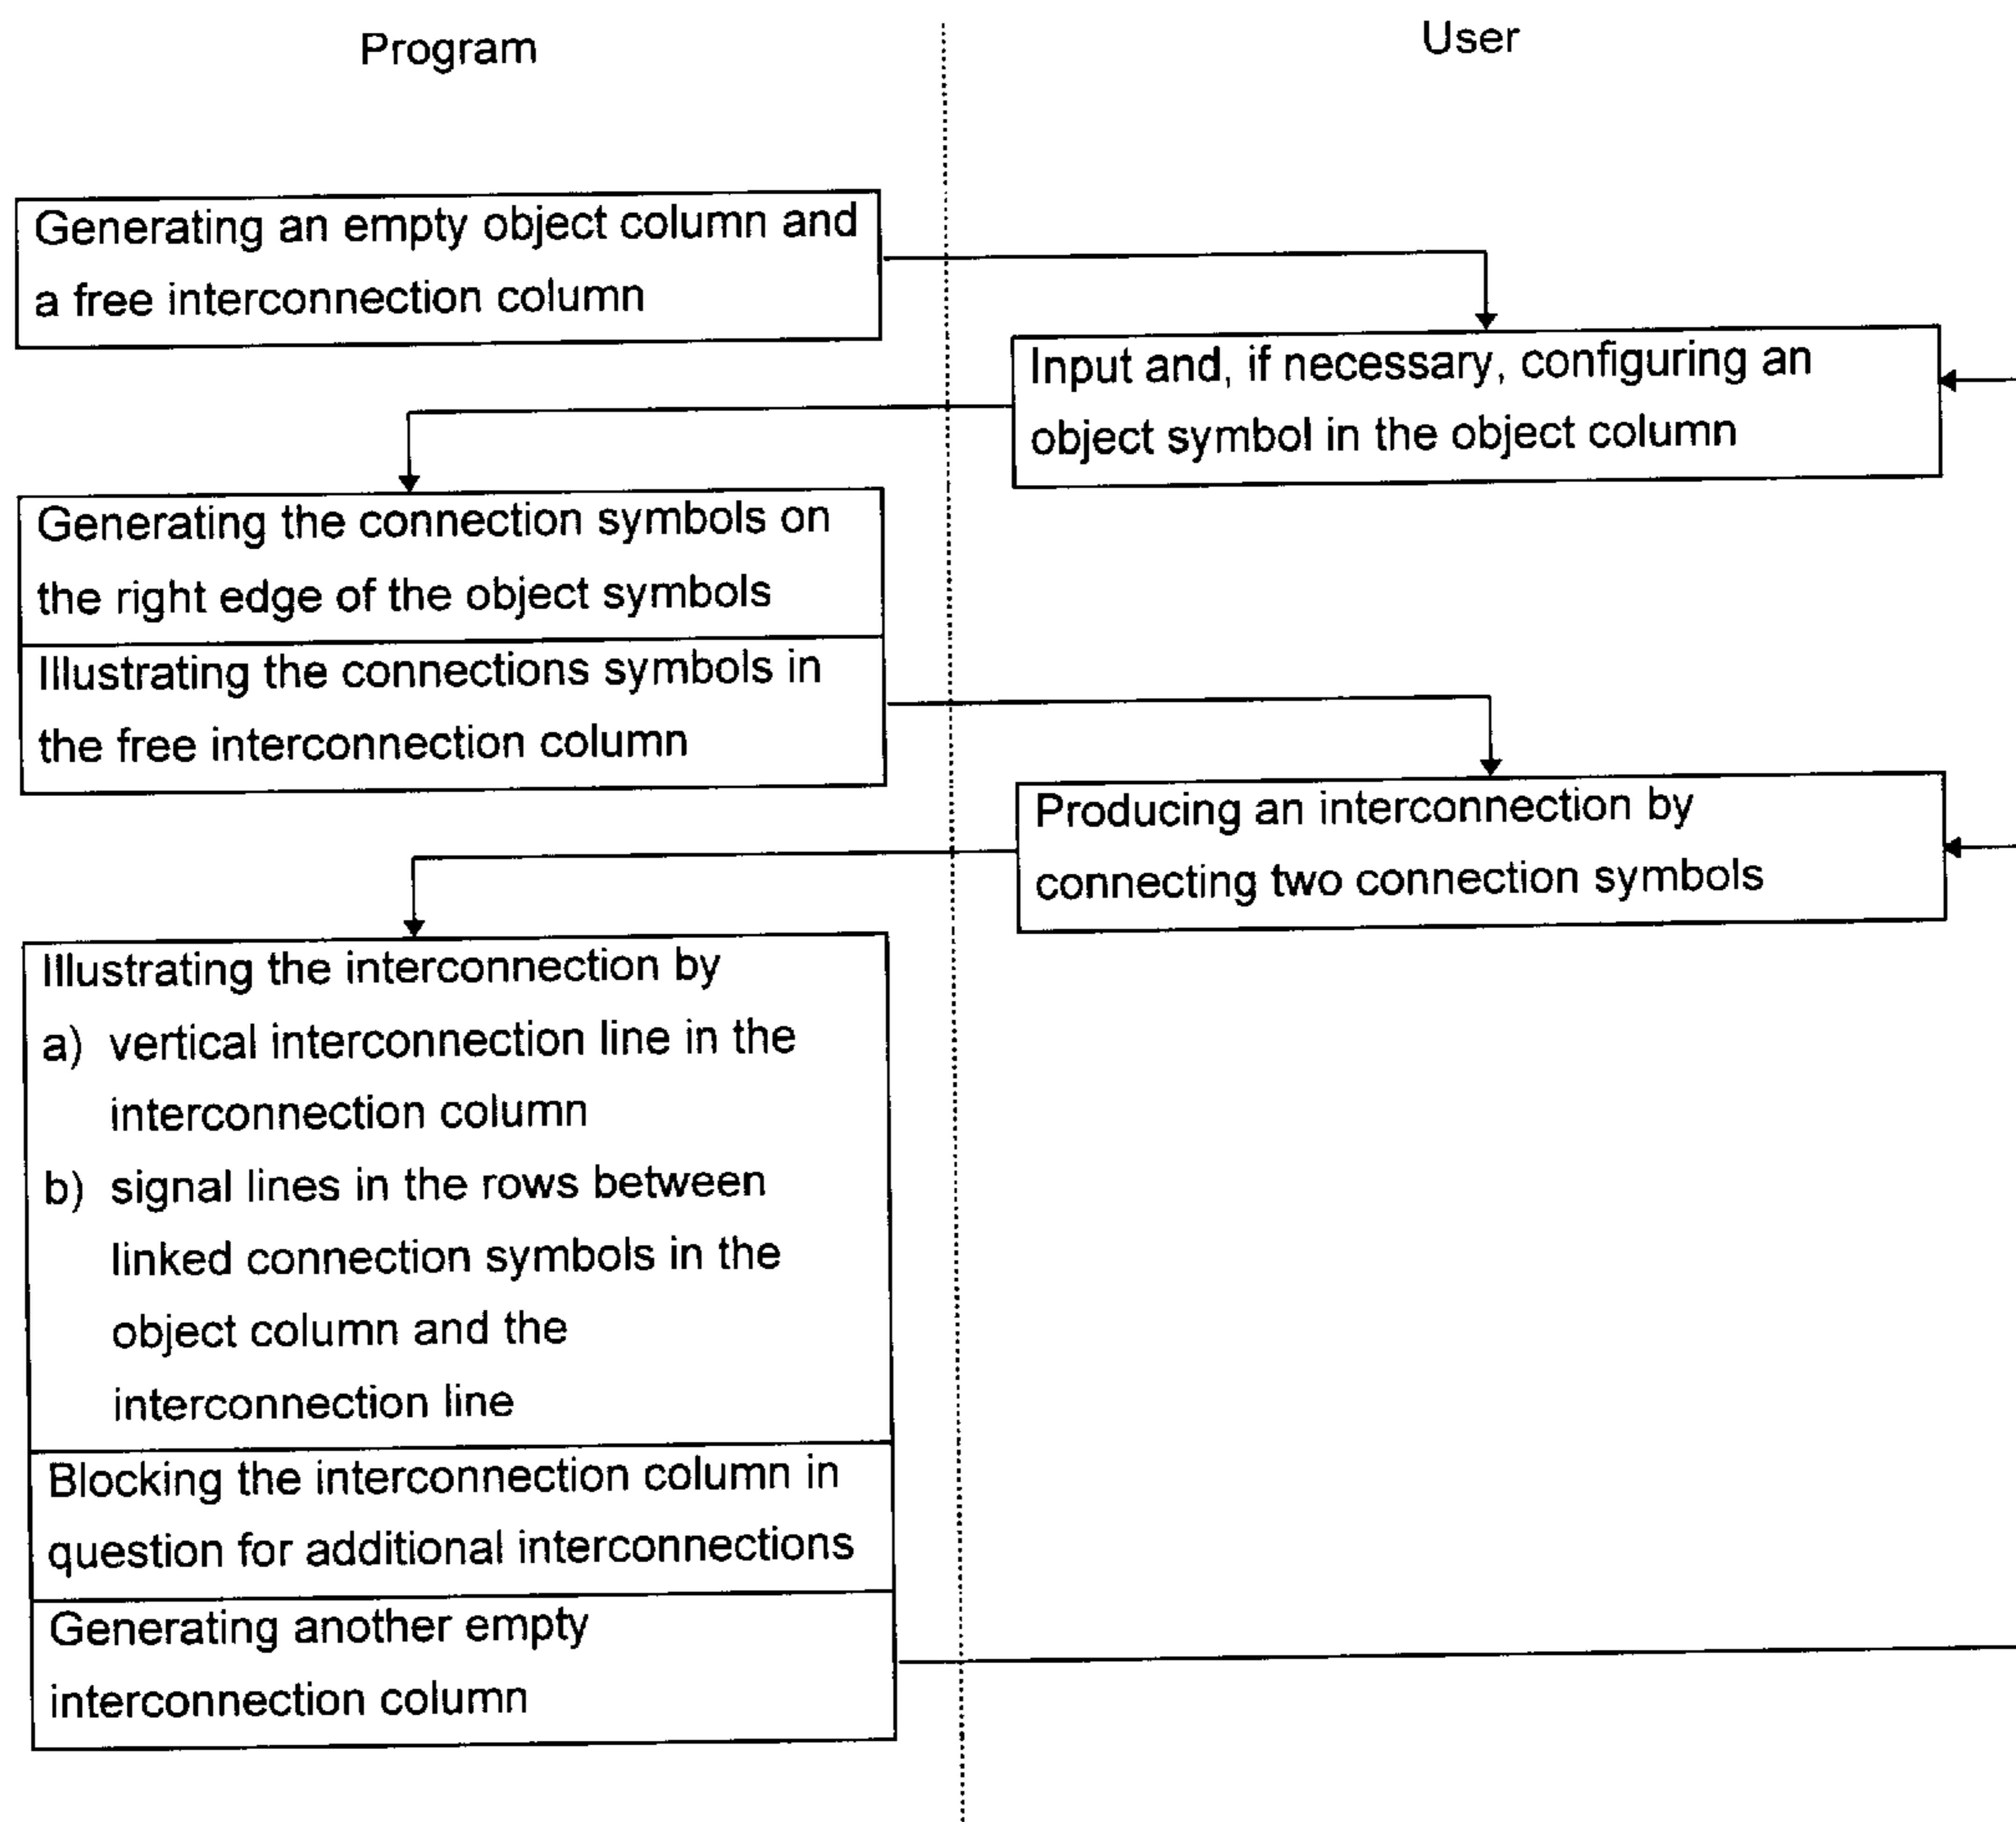 Program
User
Generating an empty object column and
a free interconnection column
Input and, if necessary, configuring an
object symbol in the object column
Generating the connection symbols on
the right edge of the object symbols
Illustrating the connections symbols in
the free interconnection column
Producing an interconnection by
connecting two connection symbols
Illustrating the interconnection by
a) vertical interconnection line in the
interconnection column
b) signal lines in the rows between
linked connection symbols in the
object column and the
interconnection line
Blocking the interconnection column in
question for additional interconnections
Generating another empty
interconnection column